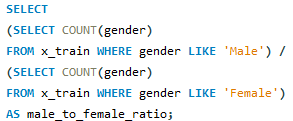 SELECT
(SELECT COUNT(gender)
FROM x_train WHERE gender LIKE 'Male') /
(SELECT COUNT(gender)
FROM x_train WHERE gender LIKE 'Female')
AS male_to_female_ratio;